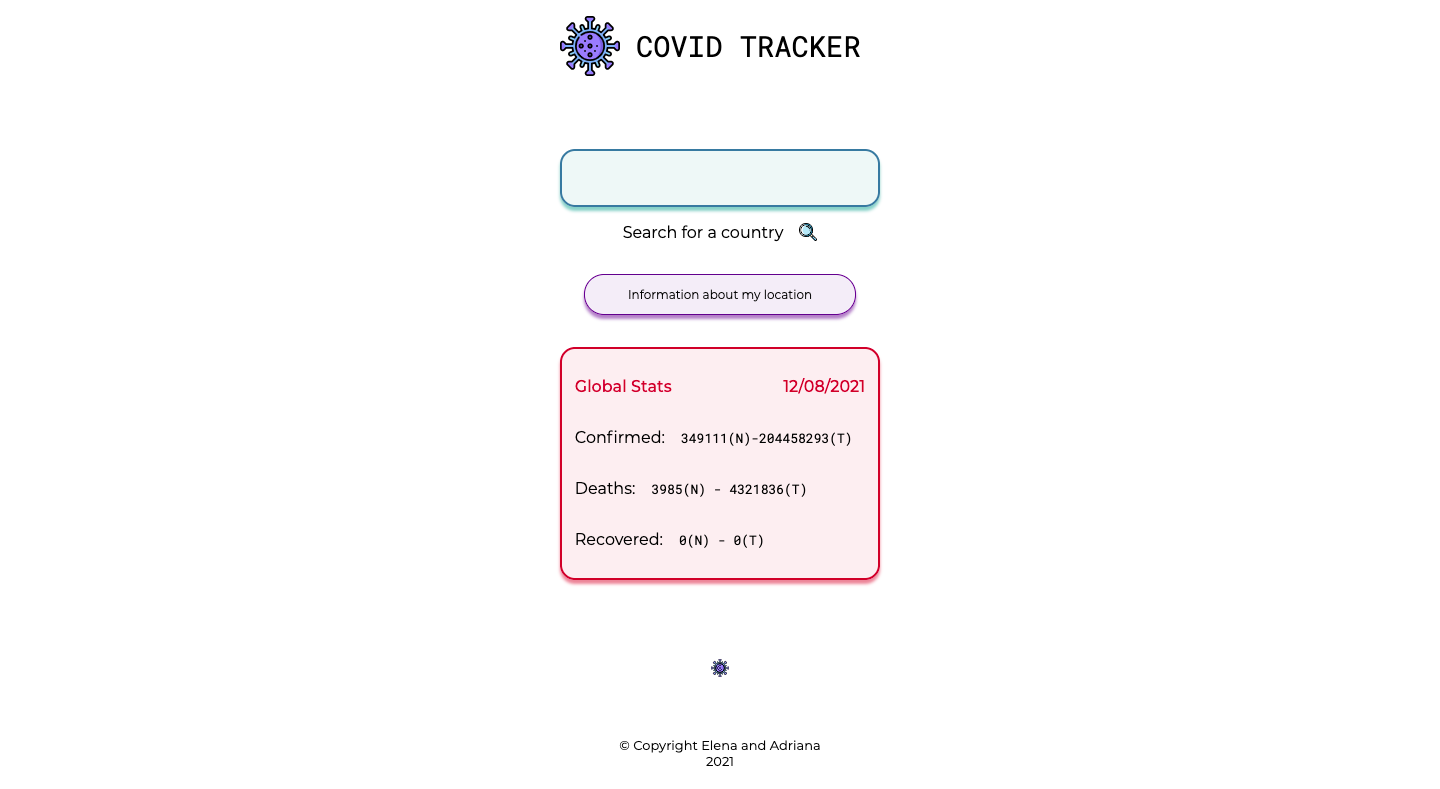 COVID TRACKER
Search for a country
Information about my location
Global Stats 12/08/2021
Confirmed: 349111(N)-204458293(T)
Deaths: 3985(N) - 4321836(T)
Recovered: 0(N) - 0(T)
© Copyright Elena and Adriana
2021